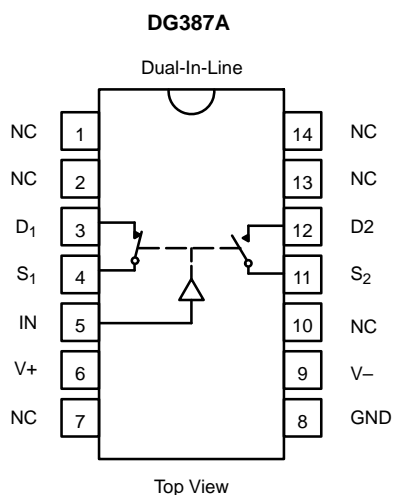 DG387A
Dual-In-Line
NC 1 14 NC
NC 2 13 NC
D₁ 3 12 D2
S₁ 4 11 S₂
IN 5 10 NC
V+ 6 9 V–
NC 7 8 GND
Top View